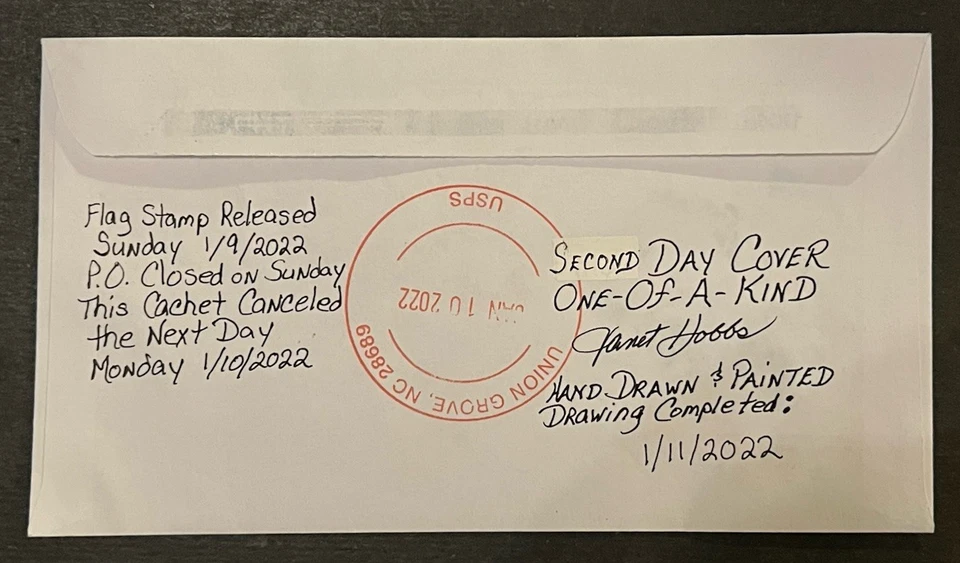 Flag Stamp Released
Sunday 1/9/2022
P.O. Closed on Sunday
This Cachet Canceled
the Next Day
Monday 1/10/2022
USPS
JAN 10 2022
UNION GROVE, NC 28689
SECOND DAY COVER
ONE-OF-A-KIND
Janet Hobbs
HAND DRAWN & PAINTED
Drawing Completed:
1/11/2022